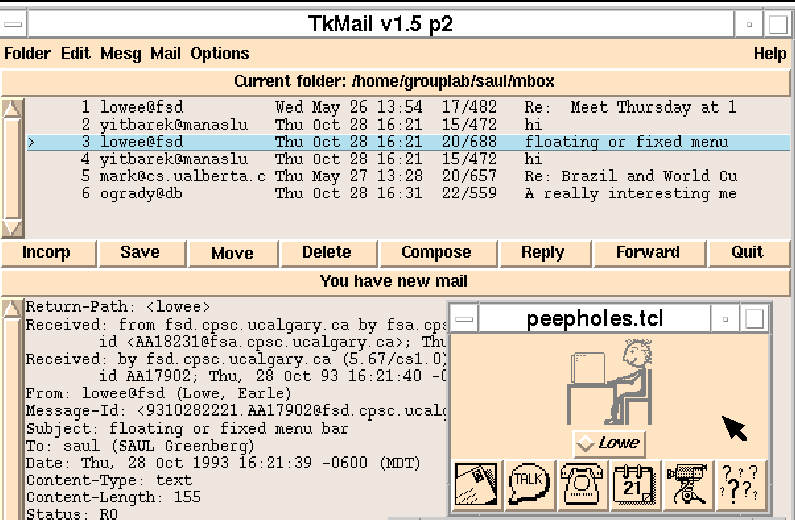 TkMail v1.5 p2
Folder Edit Mesg Mail Options Help
Current folder: /home/grouplab/saul/mbox
1 lowee@fsd Wed May 26 13:54 17/482 Re: Meet Thursday at 1
2 yitbarek@manaslu Thu Oct 28 16:21 15/472 hi
> 3 lowee@fsd Thu Oct 28 16:21 20/688 floating or fixed menu
4 yitbarek@manaslu Thu Oct 28 16:21 15/472 hi
5 mark@cs.ualberta.c Thu May 27 13:28 20/657 Re: Brazil and World Cu
6 ogrady@db Thu Oct 28 16:31 22/559 A really interesting me
Incorp Save Move Delete Compose Reply Forward Quit
You have new mail
Return-Path: <lowee>
Received: from fsd.cpsc.ucalgary.ca by fsa.cps
id <AA18231@fsa.cpsc.ucalgary.ca>; Thu
Received: by fsd.cpsc.ucalgary.ca (5.67/cs1.0)
id AA17902; Thu, 28 Oct 93 16:21:40 -0
From: lowee@fsd (Lowe, Earle)
Message-Id: <9310282221.AA17902@fsd.cpsc.ucalg
Subject: floating or fixed menu bar
To: saul (SAUL Greenberg)
Date: Thu, 28 Oct 1993 16:21:39 -0600 (MDT)
Content-Type: text
Content-Length: 155
Status: RO
peepholes.tcl
Lowe
TALK
21
? ? ?
???